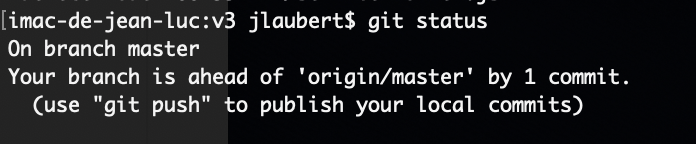 [imac-de-jean-luc:v3 jlaubert$ git status
On branch master
Your branch is ahead of 'origin/master' by 1 commit.
(use "git push" to publish your local commits)